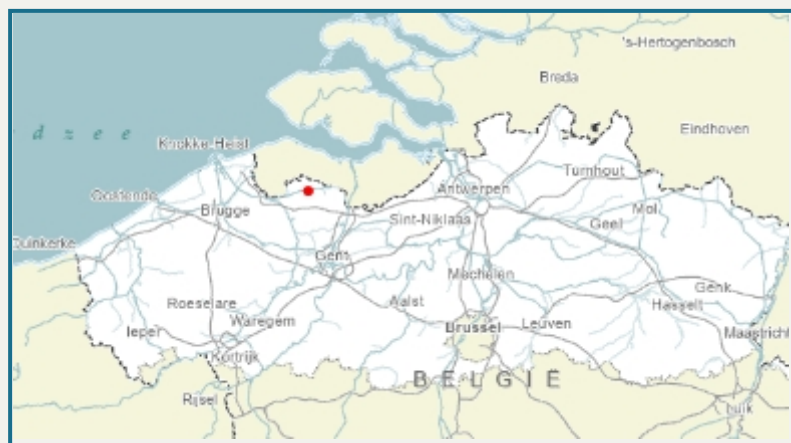 's-Hertogenbosch
Breda
d z e e
Eindhoven
Knokke-Heist
Turnhout
Oostende
Antwerpen
Mol
Brugge
Sint-Niklaas
Geel
Duinkerke
Gent
Mechelen
Genk
Roeselare
Aalst
Hasselt
Waregem
Brussel
Leuven
Ieper
Maastricht
Kortrijk
BELGIË
Rijsel
Luik